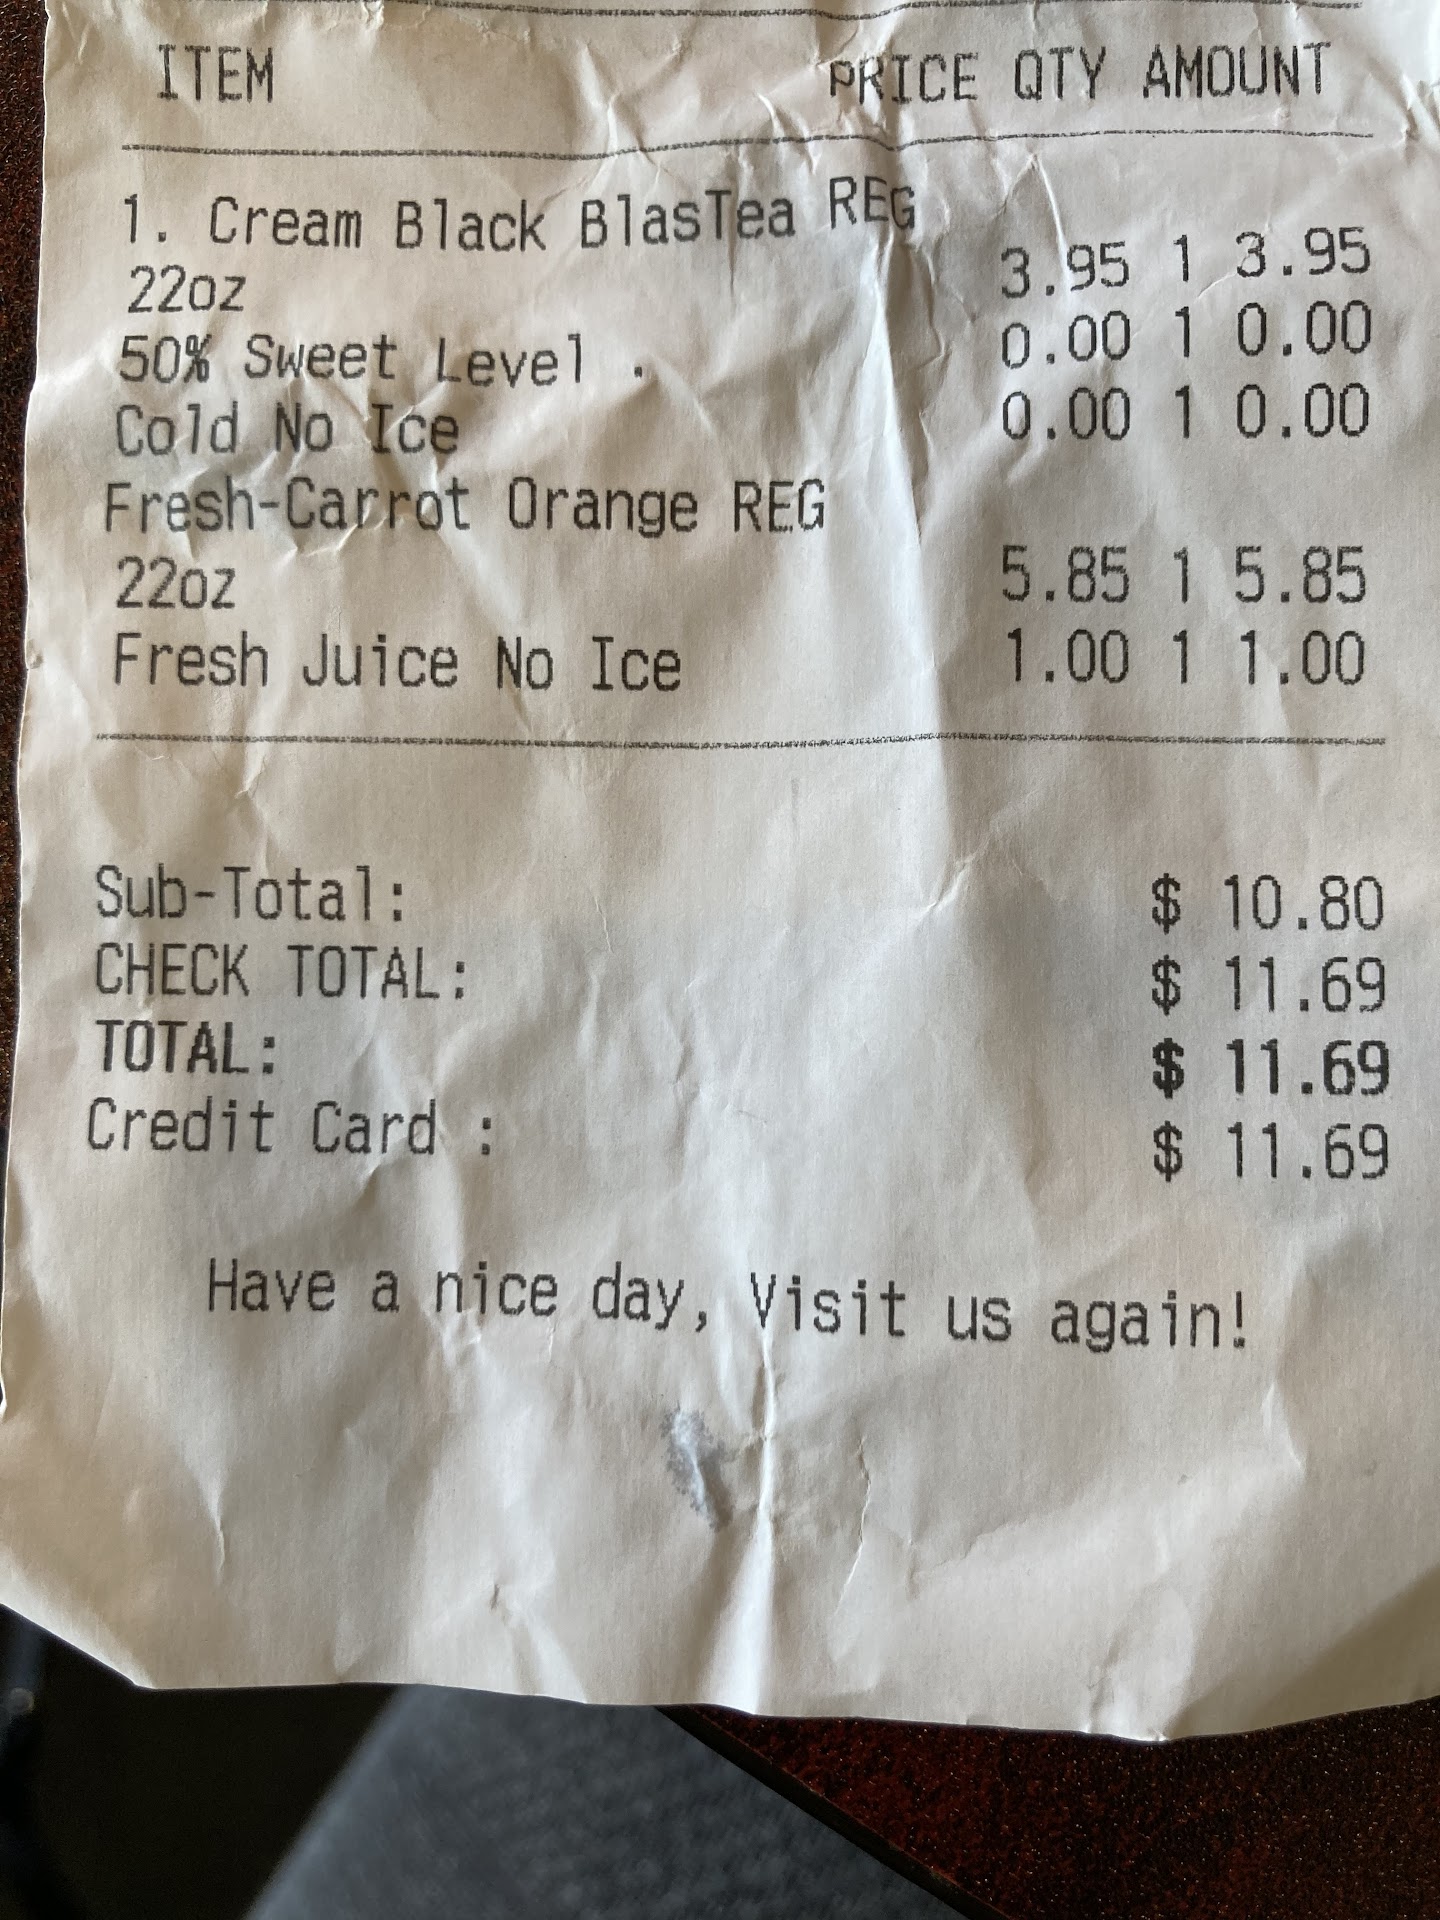 ITEM PRICE QTY AMOUNT
1. Cream Black BlasTea REG
22oz 3.95 1 3.95
50% Sweet Level . 0.00 1 0.00
Cold No Ice 0.00 1 0.00
Fresh-Carrot Orange REG
22oz 5.85 1 5.85
Fresh Juice No Ice 1.00 1 1.00
Sub-Total: $ 10.80
CHECK TOTAL: $ 11.69
TOTAL: $ 11.69
Credit Card : $ 11.69
Have a nice day, Visit us again!